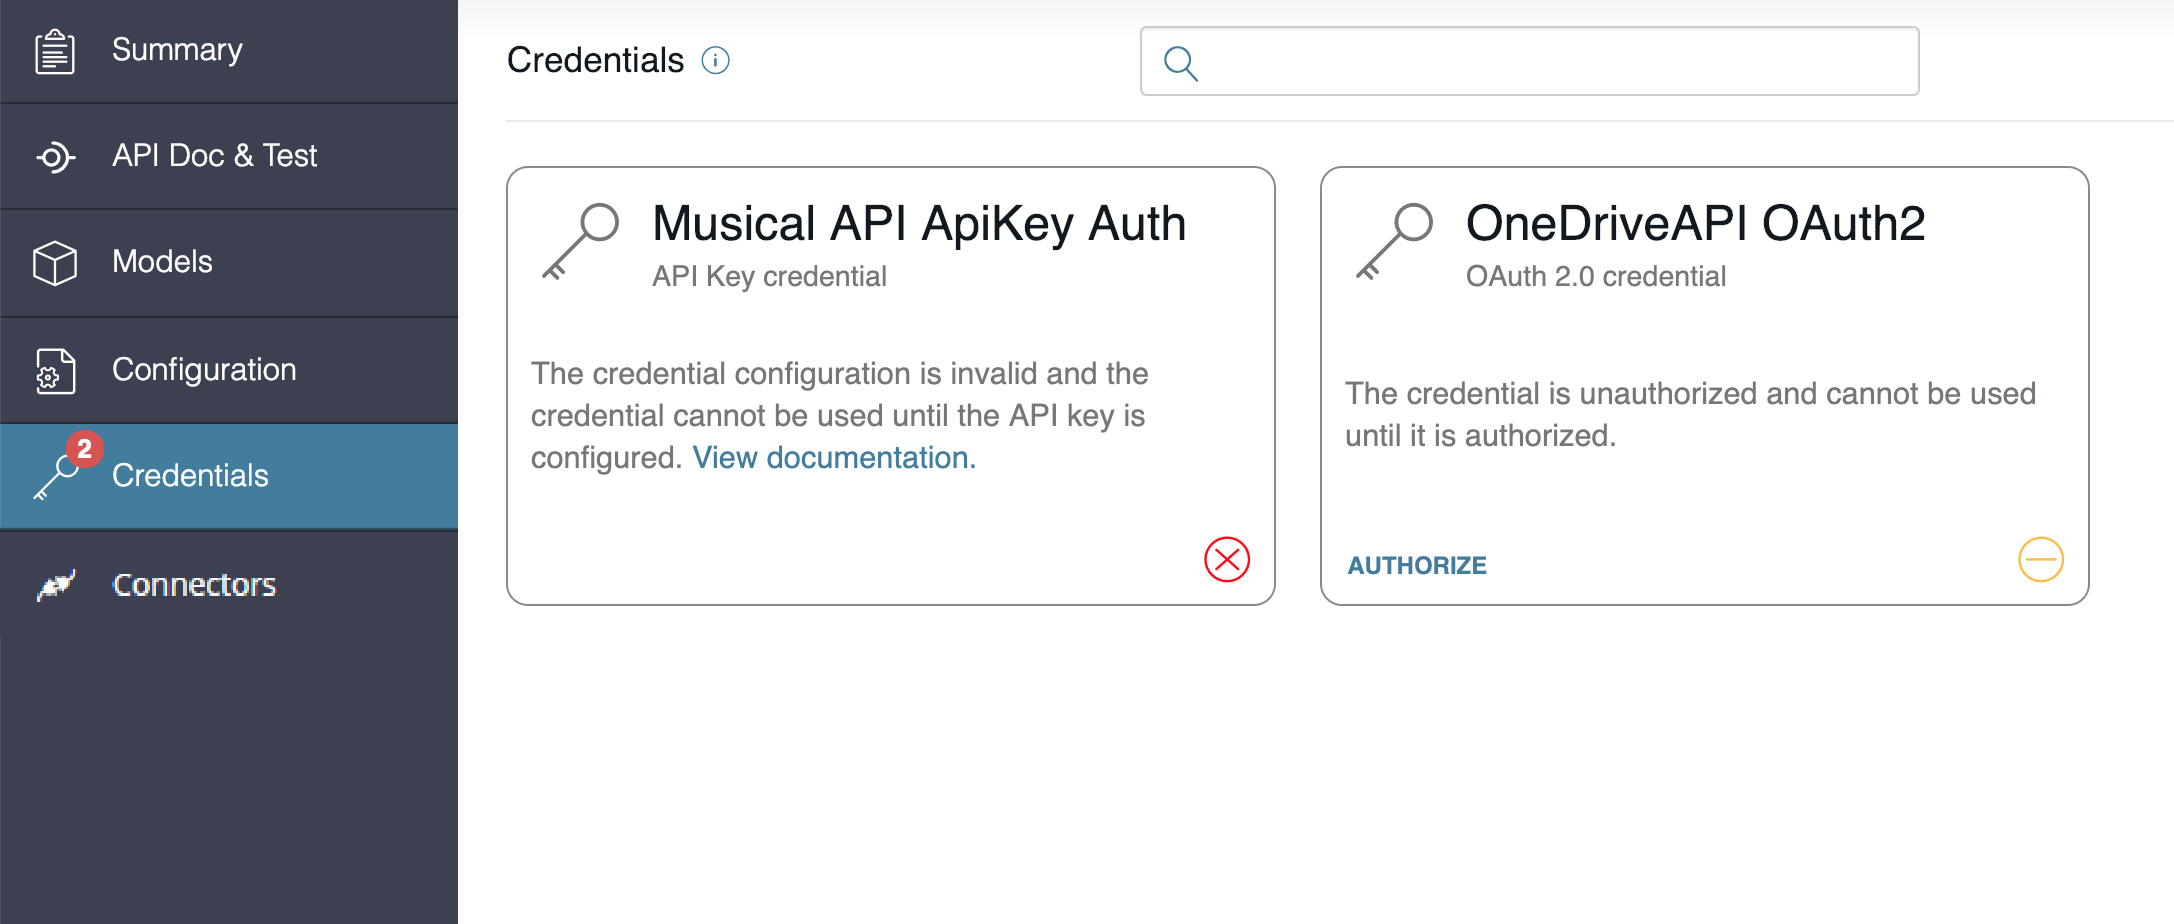 Summary
API Doc & Test
Models
Configuration
2
Credentials
Connectors
Credentials
Musical API ApiKey Auth
API Key credential
The credential configuration is invalid and the
credential cannot be used until the API key is
configured. View documentation.
OneDriveAPI OAuth2
OAuth 2.0 credential
The credential is unauthorized and cannot be used
until it is authorized.
AUTHORIZE